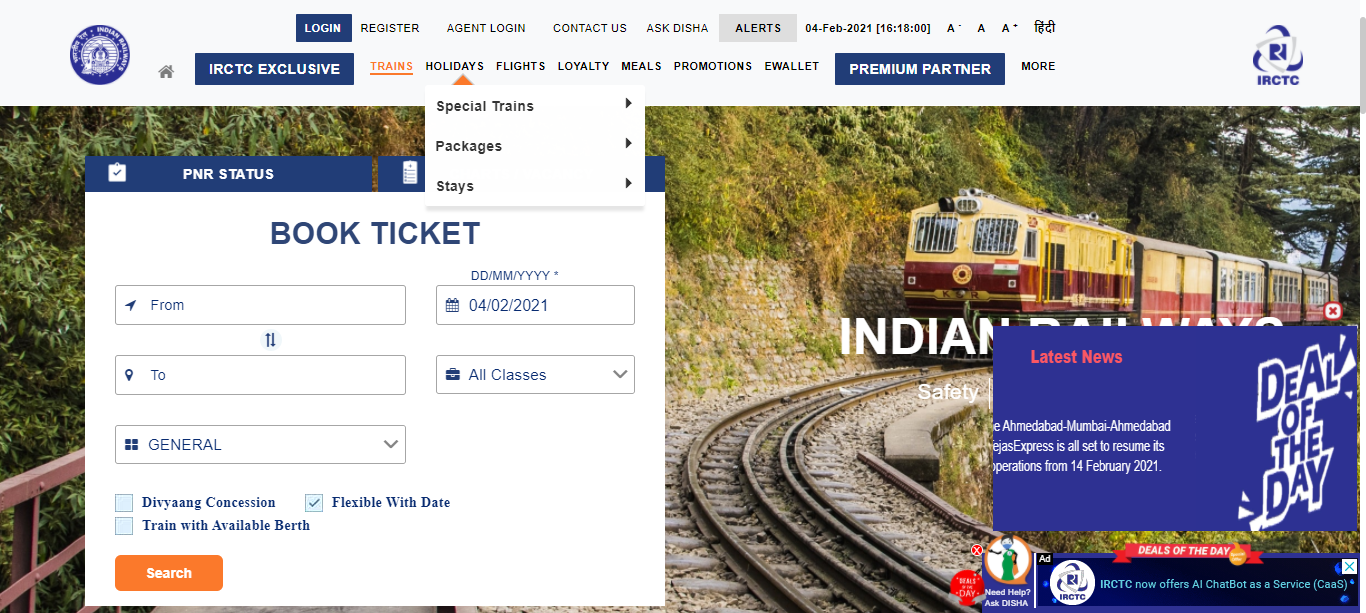 LOGIN REGISTER AGENT LOGIN CONTACT US ASK DISHA ALERTS 04-Feb-2021 [16:18:00] A - A A + हिंदी
INDIAN RAILWAYS
IRCTC EXCLUSIVE TRAINS HOLIDAYS FLIGHTS LOYALTY MEALS PROMOTIONS EWALLET PREMIUM PARTNER MORE
IRCTC
Special Trains
Packages
Stays
PNR STATUS
BOOK TICKET
DD/MM/YYYY *
From
04/02/2021
To
All Classes
GENERAL
Divyaang Concession
Flexible With Date
Train with Available Berth
Search
INDIAN RAILWAYS
Safety |
Latest News
e Ahmedabad-Mumbai-Ahmedabad
ejasExpress is all set to resume its
operations from 14 February 2021.
DEAL
OF
THE
DAY
DEALS
OF THE
DAY
Need Help?
Ask DISHA
Ad
DEALS OF THE DAY
IRCTC
IRCTC now offers AI ChatBot as a Service (CaaS)